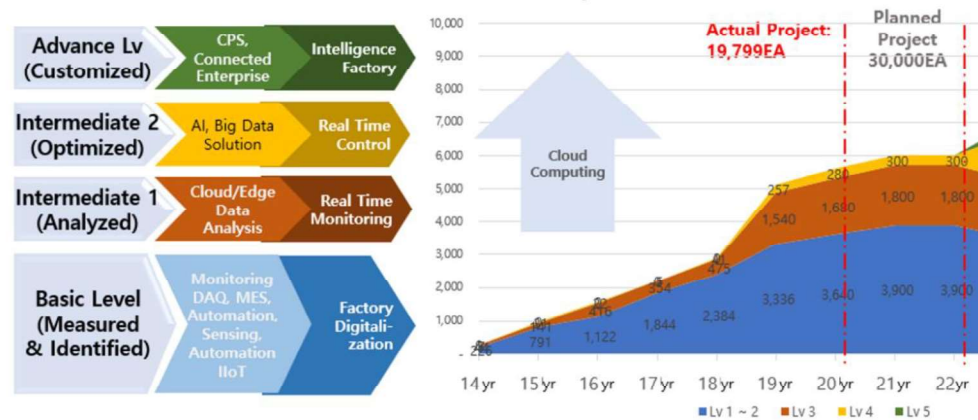 Advance Lv
(Customized)
CPS,
Connected
Enterprise
Intelligence
Factory
Intermediate 2
(Optimized)
AI, Big Data
Solution
Real Time
Control
Intermediate 1
(Analyzed)
Cloud/Edge
Data
Analysis
Real Time
Monitoring
Basic Level
(Measured
& Identified)
Monitoring
DAQ, MES,
Automation,
Sensing,
Automation
IIoT
Factory
Digitali-
zation
Actual Project:
19,799EA
Planned
Project
30,000EA
Cloud
Computing
10,000
9,000
8,000
7,000
6,000
5,000
4,000
3,000
2,000
1,000
-
257 280 300 300
1,540 1,680 1,800 1,800
141 416 354 475
791 1,122 1,844 2,384 3,336 3,640 3,900 3,900
14 yr 15 yr 16 yr 17 yr 18 yr 19 yr 20 yr 21 yr 22 yr
Lv 1 ~ 2 Lv 3 Lv 4 Lv 5